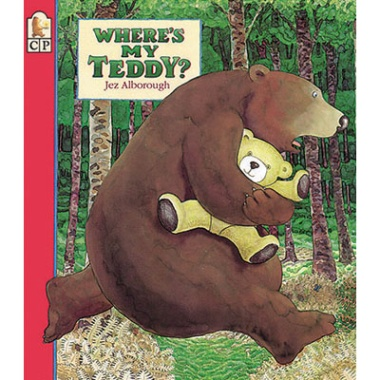 CP
WHERE'S
MY
TEDDY?
Jez Alborough